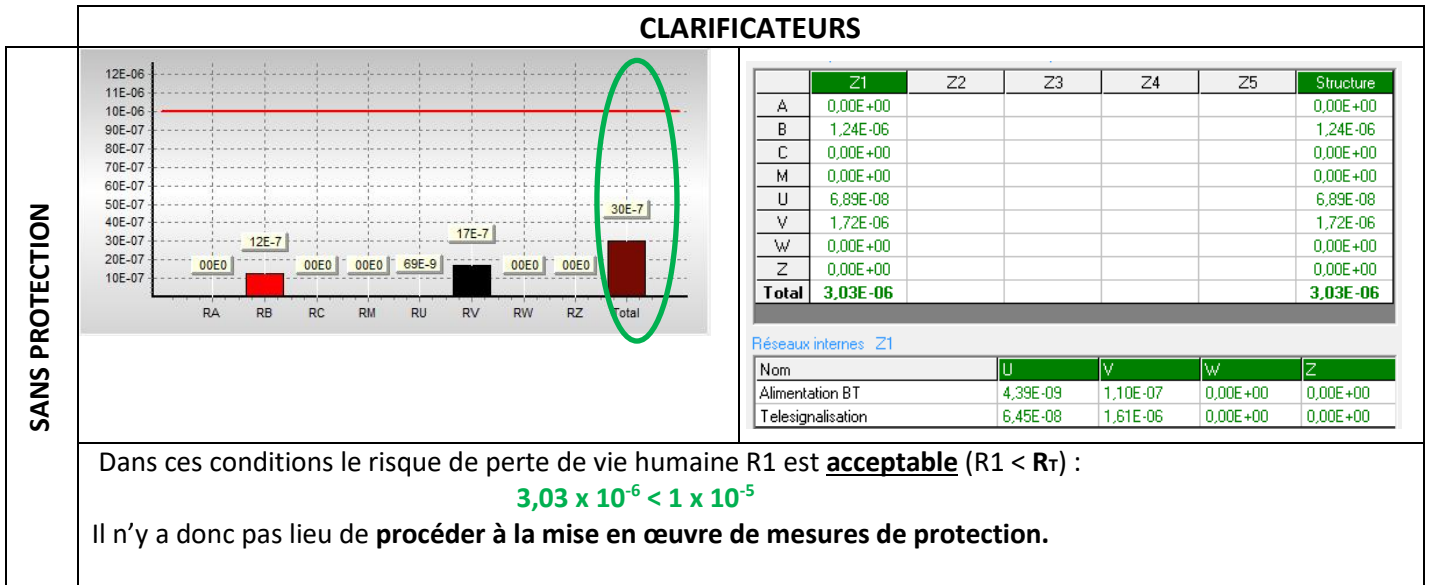 CLARIFICATEURS
SANS PROTECTION
12E-06
11E-06
10E-06
90E-07
80E-07
70E-07
60E-07
50E-07
40E-07
30E-07
20E-07
10E-07
00E0 12E-7 00E0 00E0 69E-9 17E-7 00E0 00E0 30E-7
RA RB RC RM RU RV RW RZ Total
Z1 Z2 Z3 Z4 Z5 Structure
A 0,00E+00 0,00E+00
B 1,24E-06 1,24E-06
C 0,00E+00 0,00E+00
M 0,00E+00 0,00E+00
U 6,89E-08 6,89E-08
V 1,72E-06 1,72E-06
W 0,00E+00 0,00E+00
Z 0,00E+00 0,00E+00
Total 3,03E-06 3,03E-06
Réseaux internes Z1
Nom U V W Z
Alimentation BT 4,39E-09 1,10E-07 0,00E+00 0,00E+00
Telesignalisation 6,45E-08 1,61E-06 0,00E+00 0,00E+00
Dans ces conditions le risque de perte de vie humaine R1 est acceptable (R1 < RT) :
3,03 x 10-6 < 1 x 10-5
Il n’y a donc pas lieu de procéder à la mise en œuvre de mesures de protection.